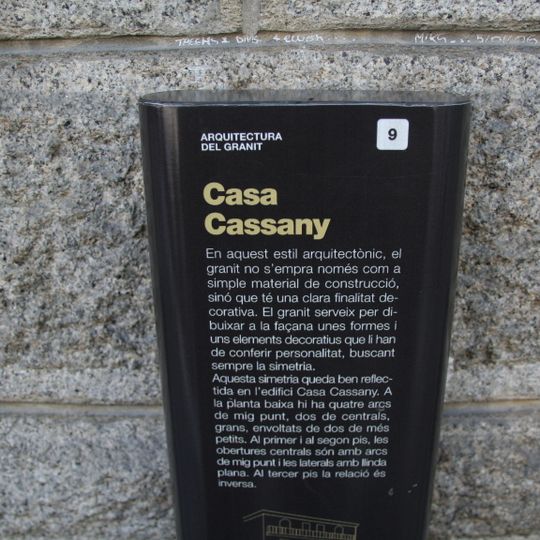 ARQUITECTURA
DEL GRANIT
9
Casa
Cassany
En aquest estil arquitectònic, el
granit no s'empra només com a
simple material de construcció,
sinó que té una clara finalitat de-
corativa. El granit serveix per di-
buixar a la façana unes formes i
uns elements decoratius que li han
de conferir personalitat, buscant
sempre la simetria.
Aquesta simetria queda ben reflec-
tida en l'edifici Casa Cassany. A
la planta baixa hi ha quatre arcs
de mig punt, dos de centrals,
grans, envoltats de dos de més
petits. Al primer i al segon pis, les
obertures centrals són amb arcs
de mig punt i les laterals amb llinda
plana. Al tercer pis la relació és
inversa.